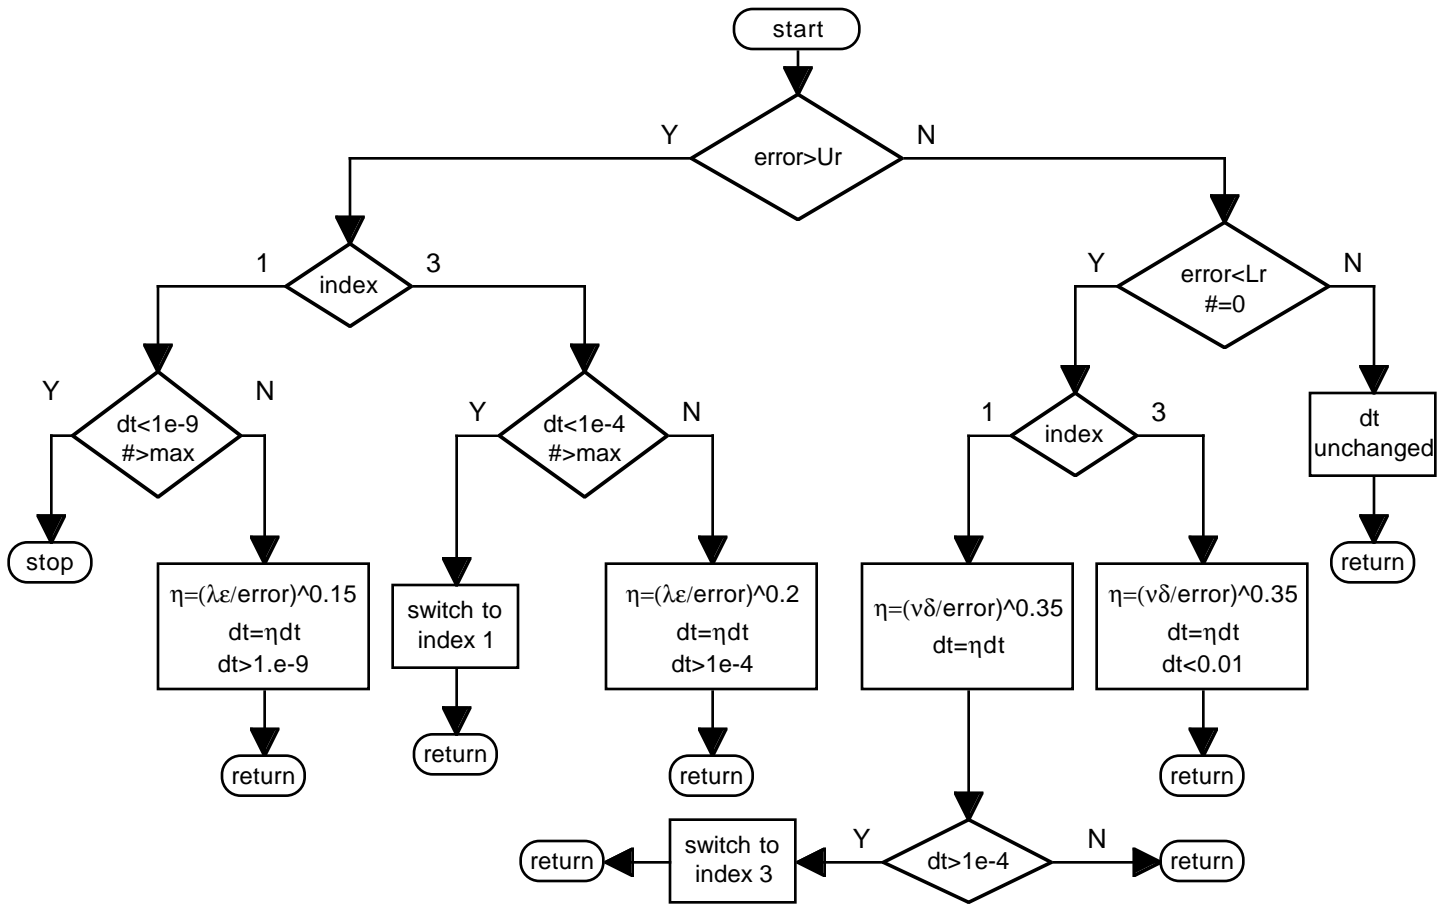 start
Y
N
error>Ur
1
3
index
Y
N
error<Lr
#=0
Y
N
dt<1e-9
#>max
Y
N
dt<1e-4
#>max
1
3
index
dt
unchanged
stop
return
η=(λε/error)^0.15
dt=ηdt
dt>1.e-9
switch to
index 1
η=(λε/error)^0.2
dt=ηdt
dt>1e-4
η=(νδ/error)^0.35
dt=ηdt
η=(νδ/error)^0.35
dt=ηdt
dt<0.01
return
return
return
return
return
switch to
index 3
Y
dt>1e-4
N
return